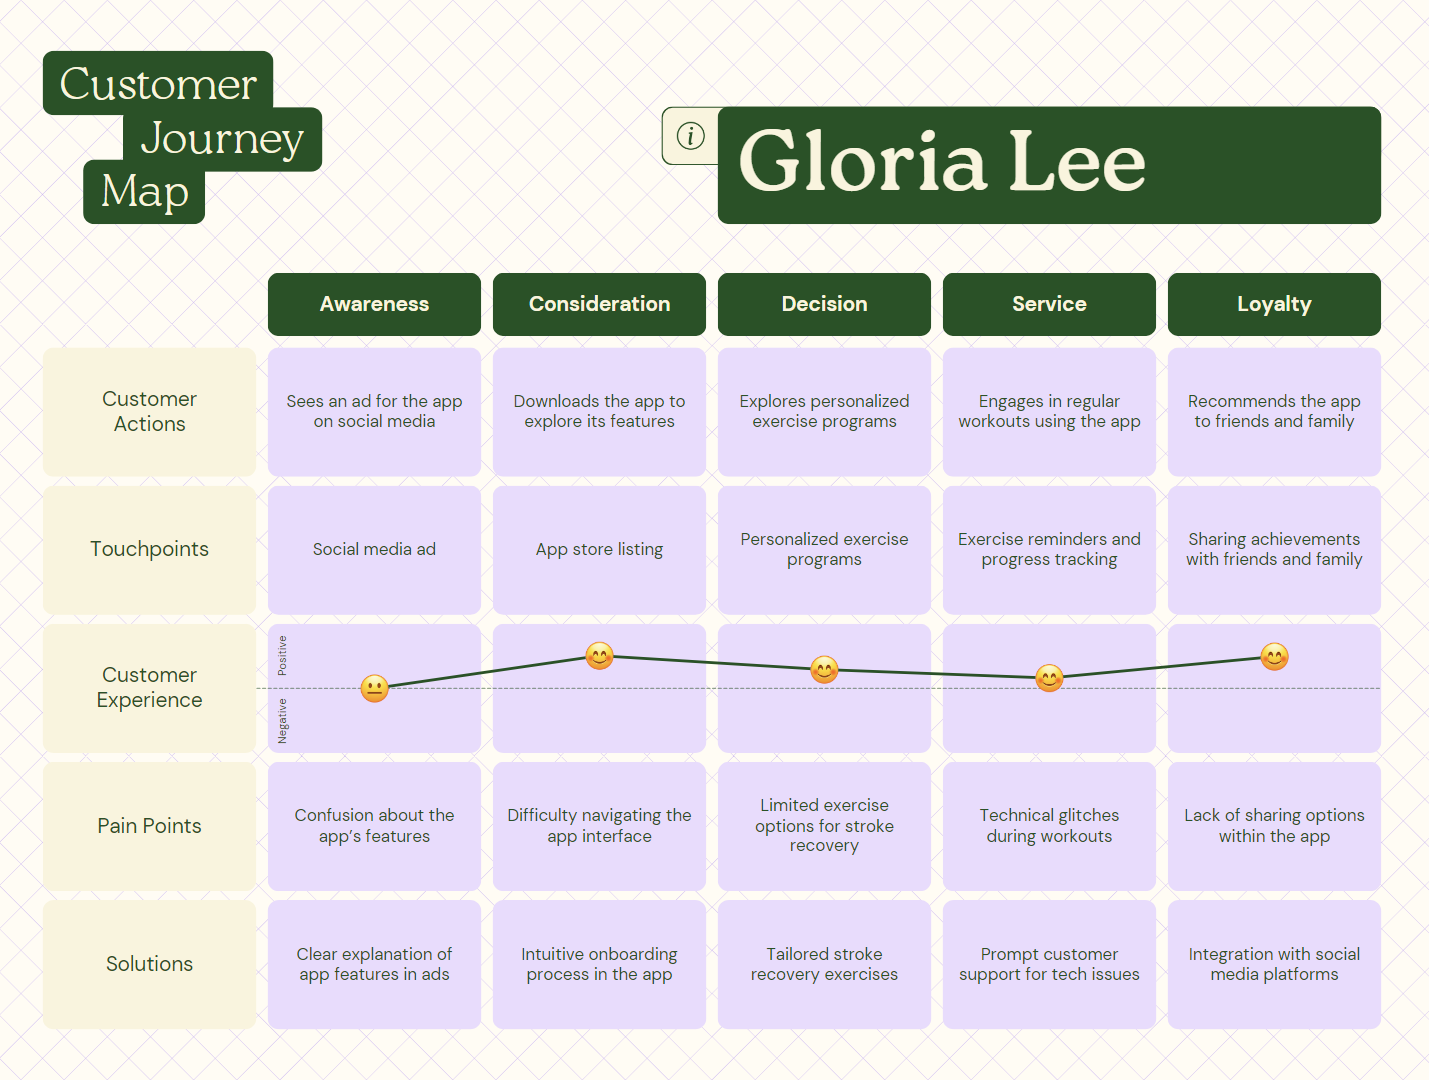 Customer
Journey
Map
i
Gloria Lee
Awareness
Consideration
Decision
Service
Loyalty
Customer
Actions
Sees an ad for the app
on social media
Downloads the app to
explore its features
Explores personalized
exercise programs
Engages in regular
workouts using the app
Recommends the app
to friends and family
Touchpoints
Social media ad
App store listing
Personalized exercise
programs
Exercise reminders and
progress tracking
Sharing achievements
with friends and family
Customer
Experience
Positive
Negative
Pain Points
Confusion about the
app’s features
Difficulty navigating the
app interface
Limited exercise
options for stroke
recovery
Technical glitches
during workouts
Lack of sharing options
within the app
Solutions
Clear explanation of
app features in ads
Intuitive onboarding
process in the app
Tailored stroke
recovery exercises
Prompt customer
support for tech issues
Integration with social
media platforms